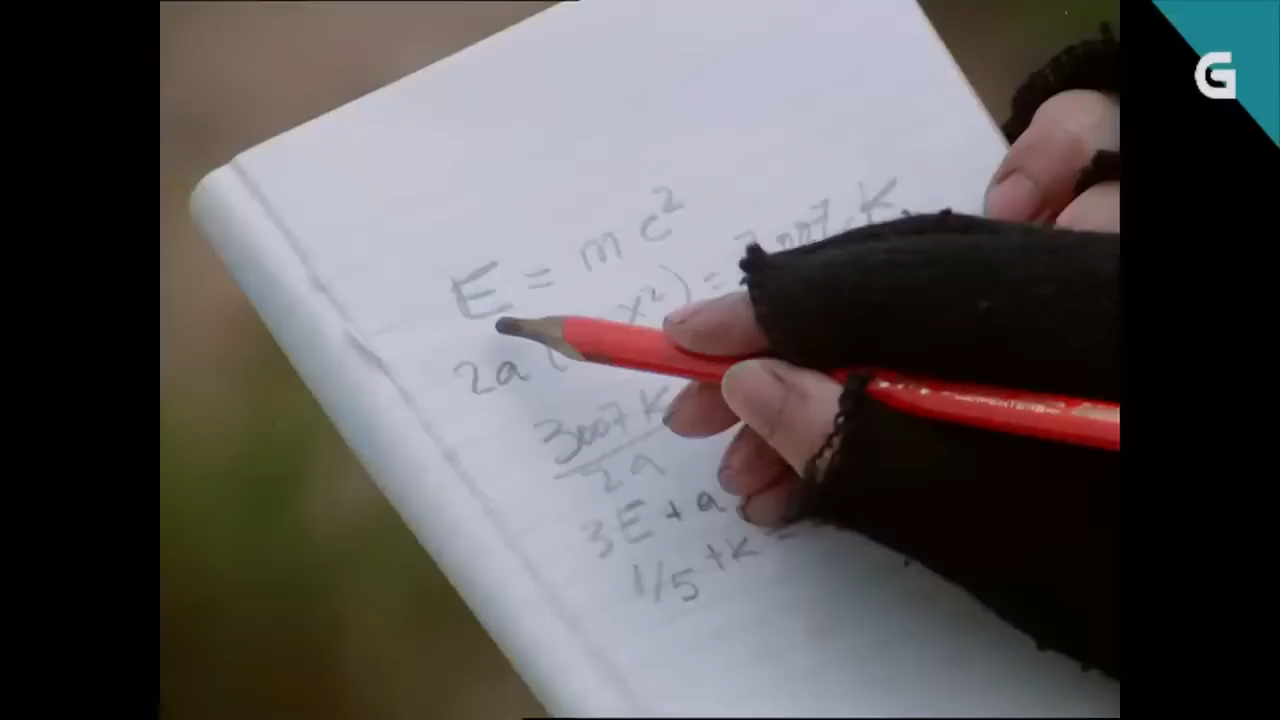 E = mc²
2a ( x²) = 3007·K
3007 K
2a
3E + a
1/5 + K =
G